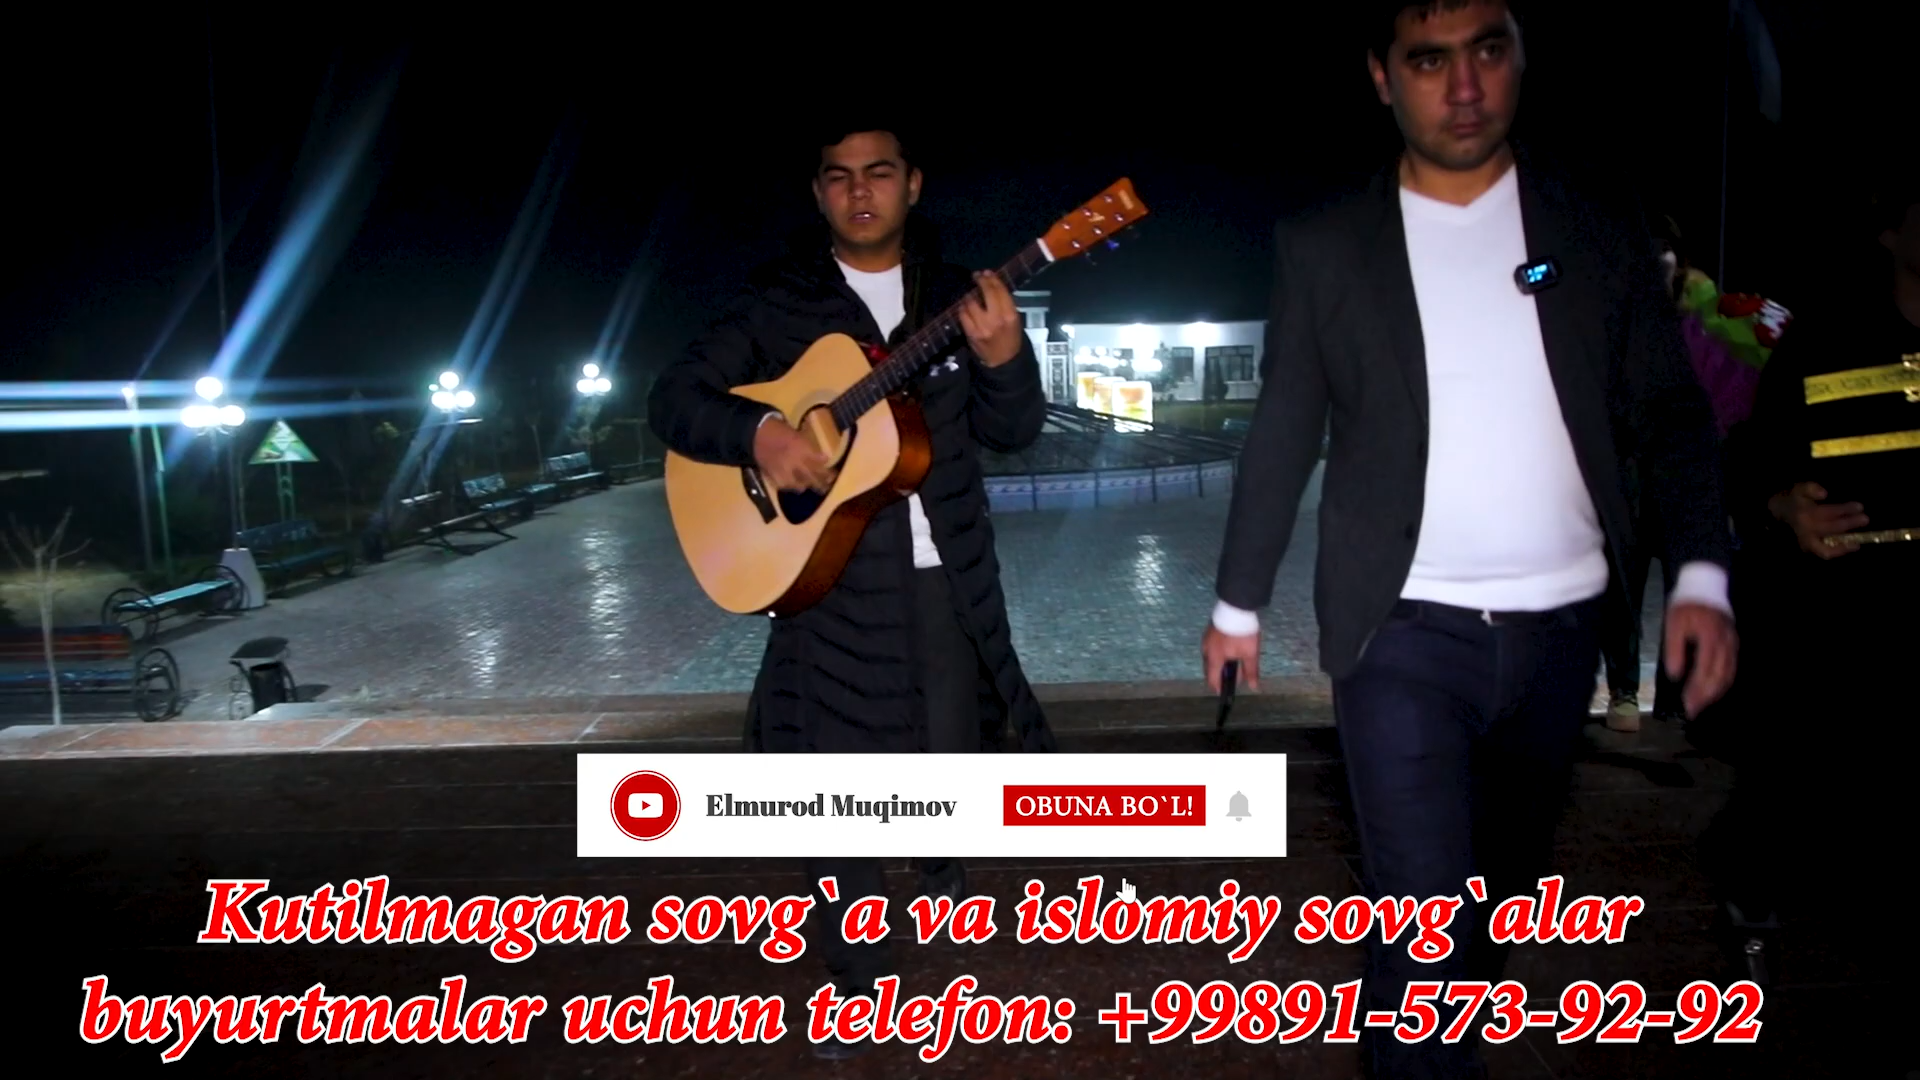 Elmurod Muqimov OBUNA BO`L!
Kutilmagan sovg`a va islomiy sovg`alar
buyurtmalar uchun telefon: +99891-573-92-92